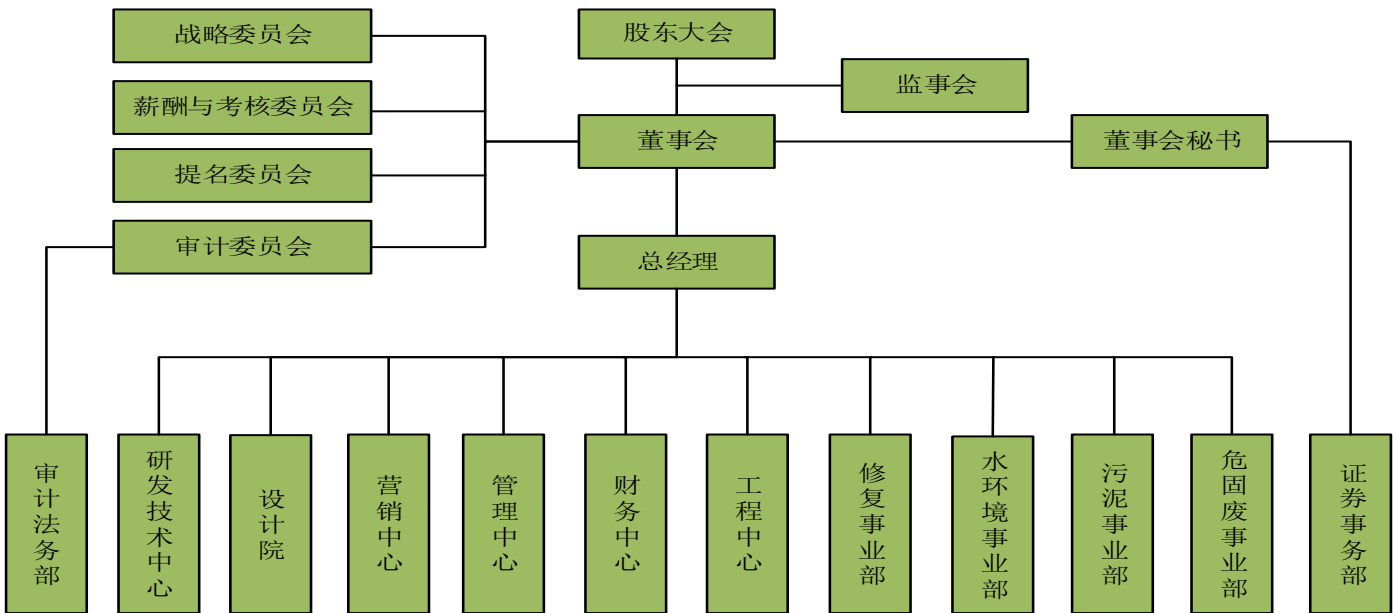 战略委员会
股东大会
监事会
薪酬与考核委员会
董事会
董事会秘书
提名委员会
审计委员会
总经理
审计法务部
研发技术中心
设计院
营销中心
管理中心
财务中心
工程中心
修复事业部
水环境事业部
污泥事业部
危固废事业部
证券事务部